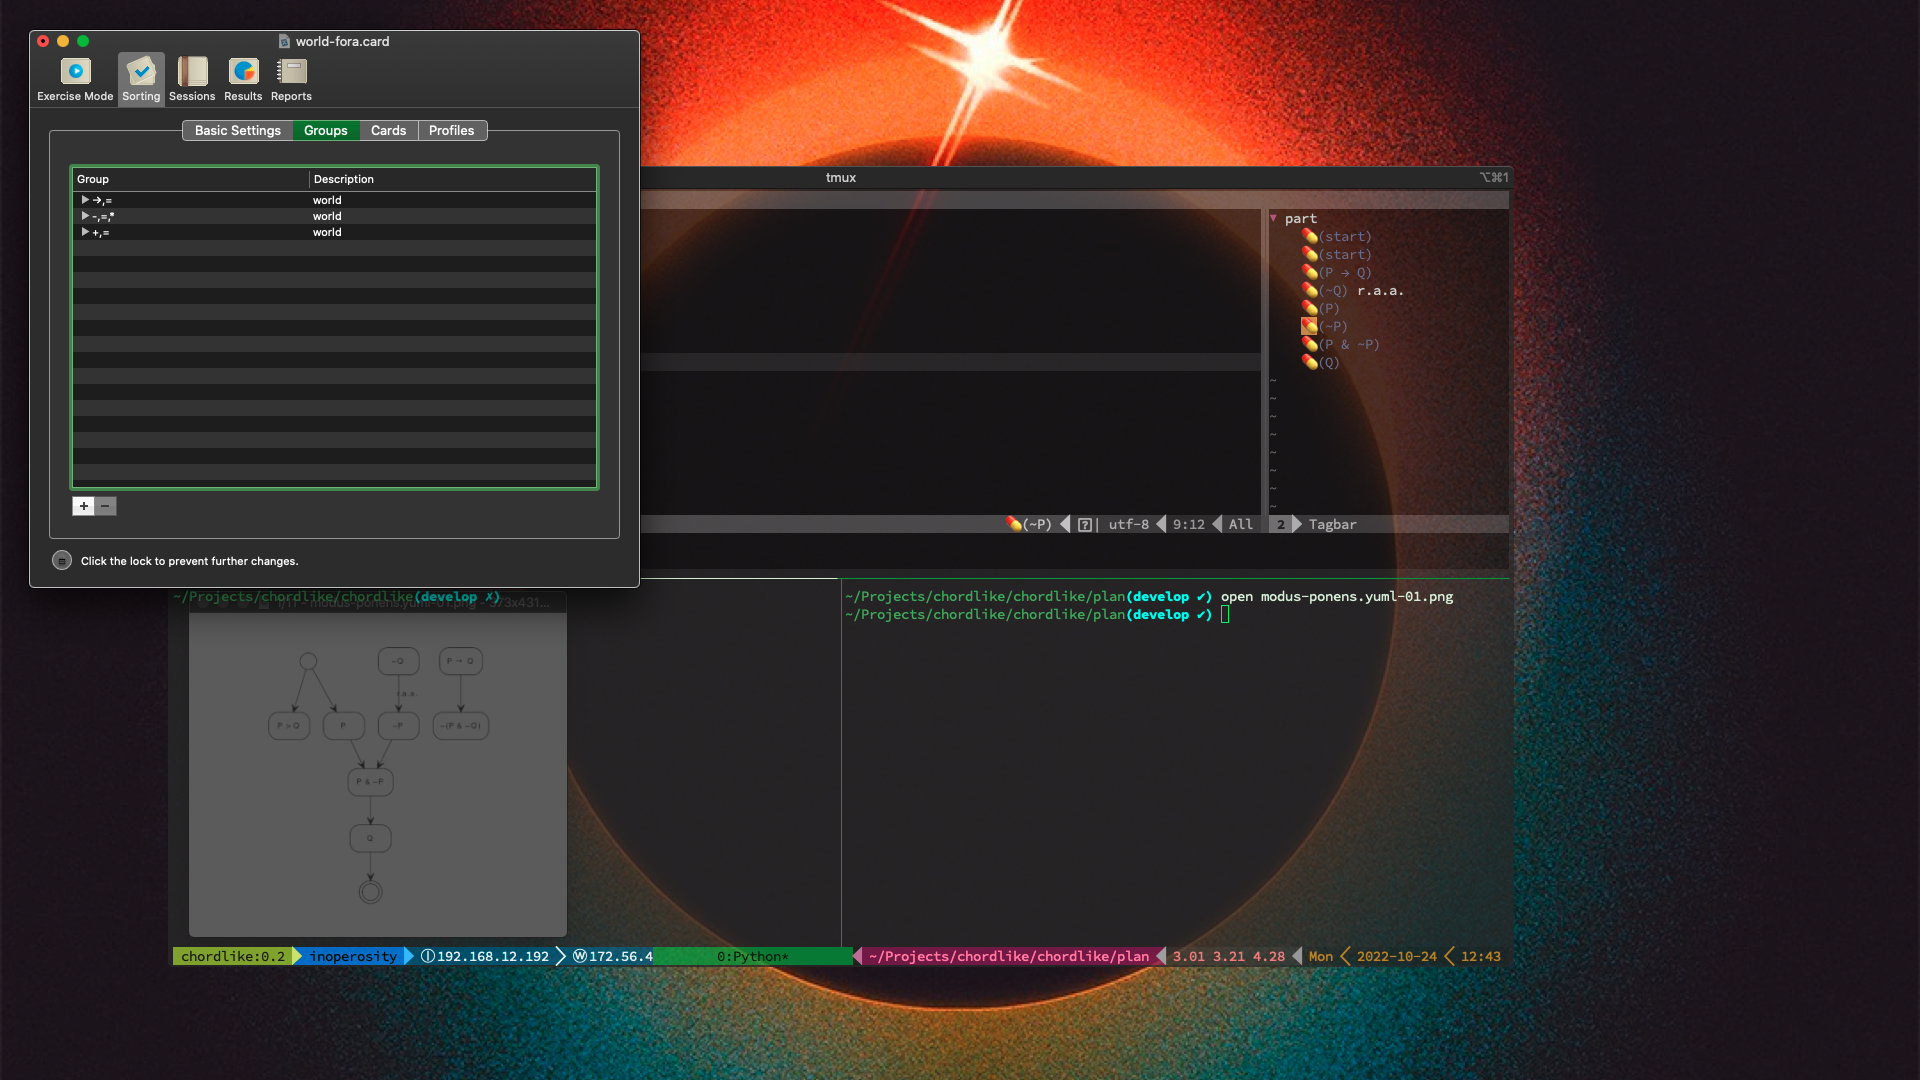 world-fora.card
Exercise Mode Sorting Sessions Results Reports
Basic Settings Groups Cards Profiles
Group Description
→,= world
-,=,* world
+,= world
+ −
Click the lock to prevent further changes.
tmux ⌥⌘1
▼ part
(start)
(start)
(P → Q)
(~Q) r.a.a.
(P)
(~P)
(P & ~P)
(Q)
~
~
~
~
~
~
~
~
(~P) [?]| utf-8 9:12 All 2 Tagbar
~/Projects/chordlike/chordlike(develop ✗)
modus-ponens.yuml-01.png - 373x431...
~Q P → Q
r.a.a.
P > Q P ~P ~(P & ~Q)
P & ~P
Q
~/Projects/chordlike/chordlike/plan(develop ✔) open modus-ponens.yuml-01.png
~/Projects/chordlike/chordlike/plan(develop ✔)
chordlike:0.2 inoperosity Ⓘ192.168.12.192 Ⓦ172.56.4 0:Python* ~/Projects/chordlike/chordlike/plan 3.01 3.21 4.28 Mon 2022-10-24 12:43